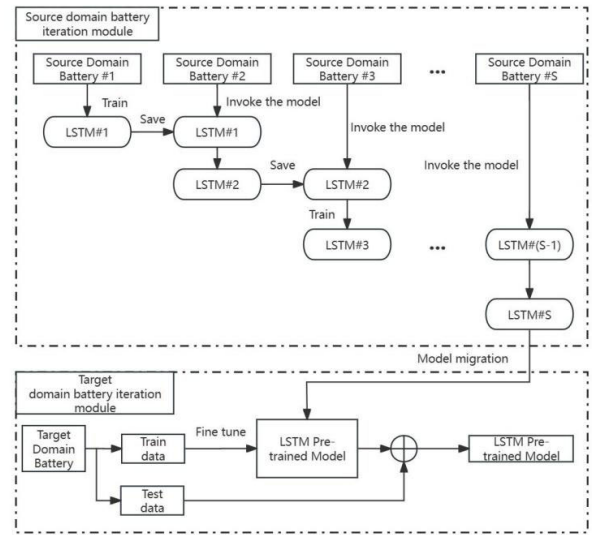 Source domain battery
iteration module
Source Domain
Battery #1
Source Domain
Battery #2
Source Domain
Battery #3
...
Source Domain
Battery #S
Train
Invoke the model
LSTM#1
Save
LSTM#1
Invoke the model
Invoke the model
LSTM#2
Save
LSTM#2
Train
LSTM#3
...
LSTM#(S-1)
LSTM#S
Model migration
Target
domain battery iteration
module
Target
Domain
Battery
Train
data
Fine tune
LSTM Pre-
trained Model
LSTM Pre-
trained Model
Test
data